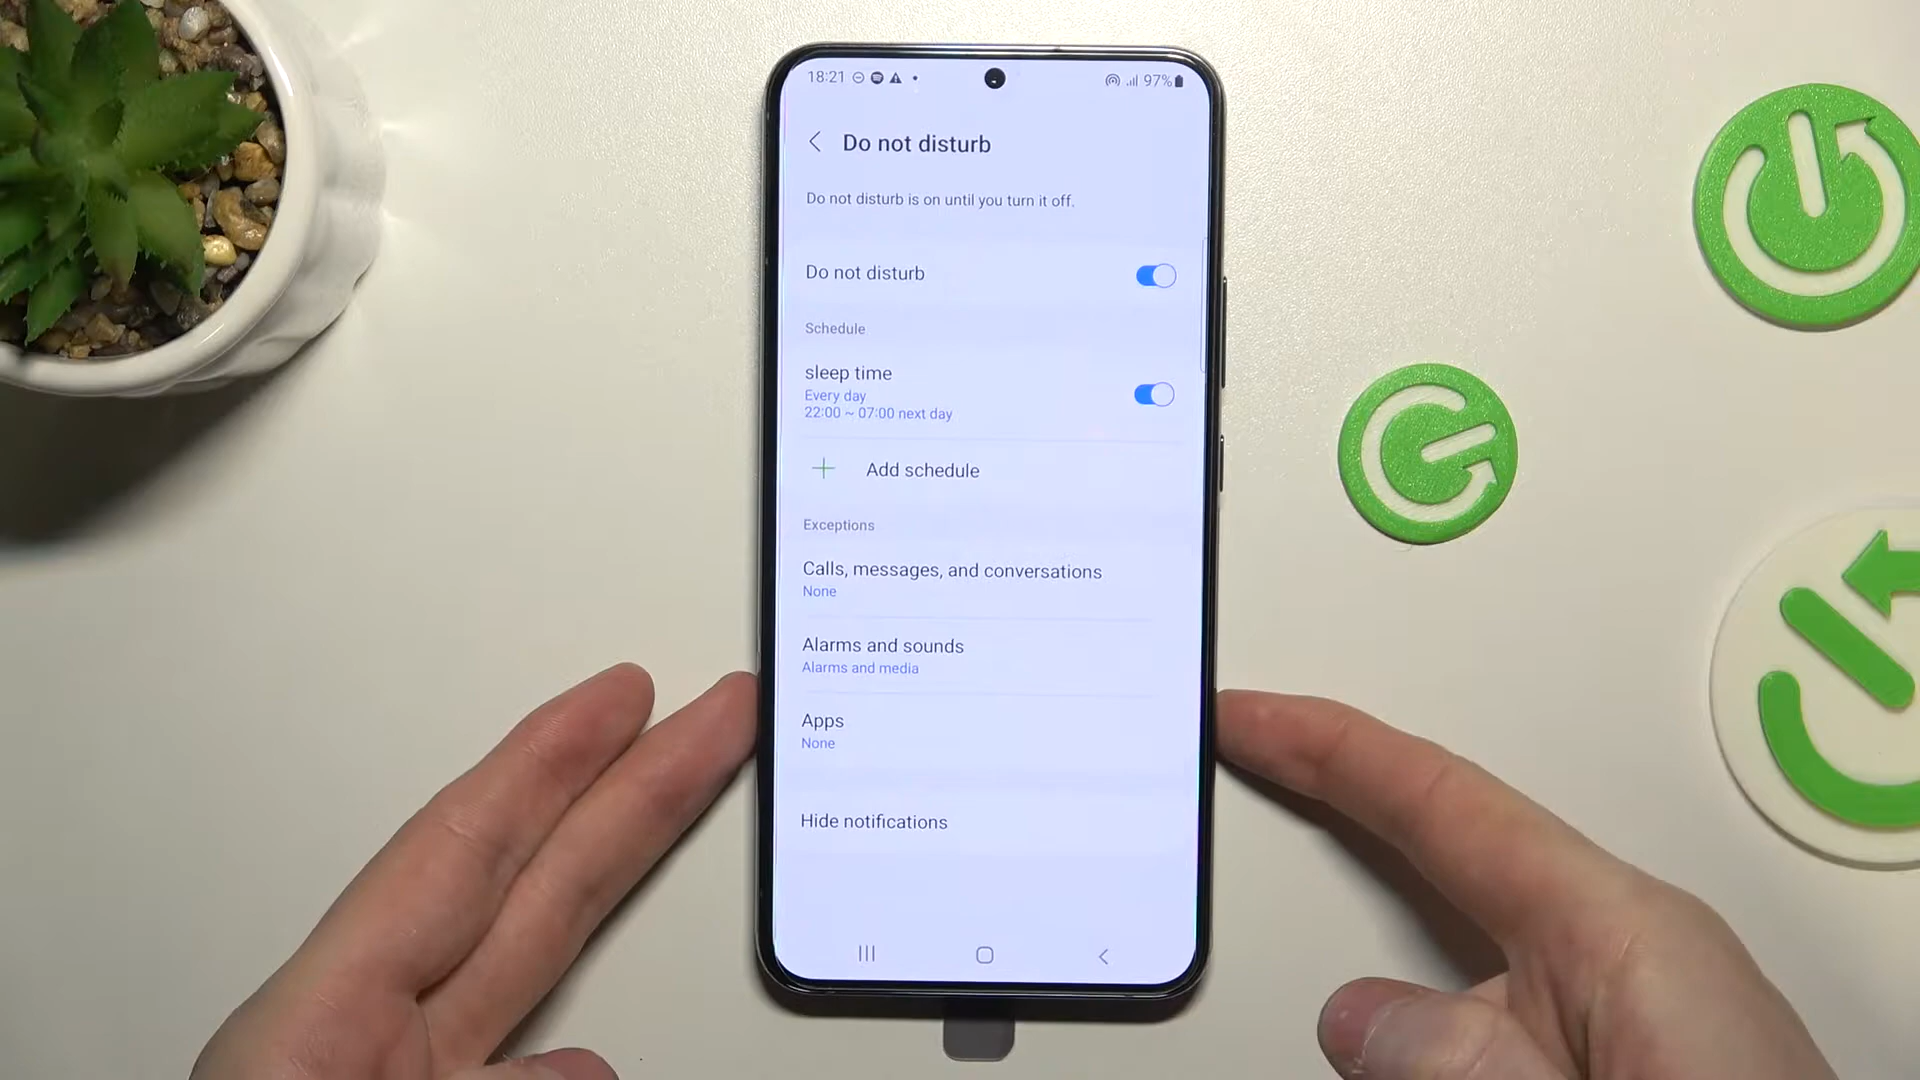 18:21
97%
Do not disturb
Do not disturb is on until you turn it off.
Do not disturb
Schedule
sleep time
Every day
22:00 ~ 07:00 next day
Add schedule
Exceptions
Calls, messages, and conversations
None
Alarms and sounds
Alarms and media
Apps
None
Hide notifications